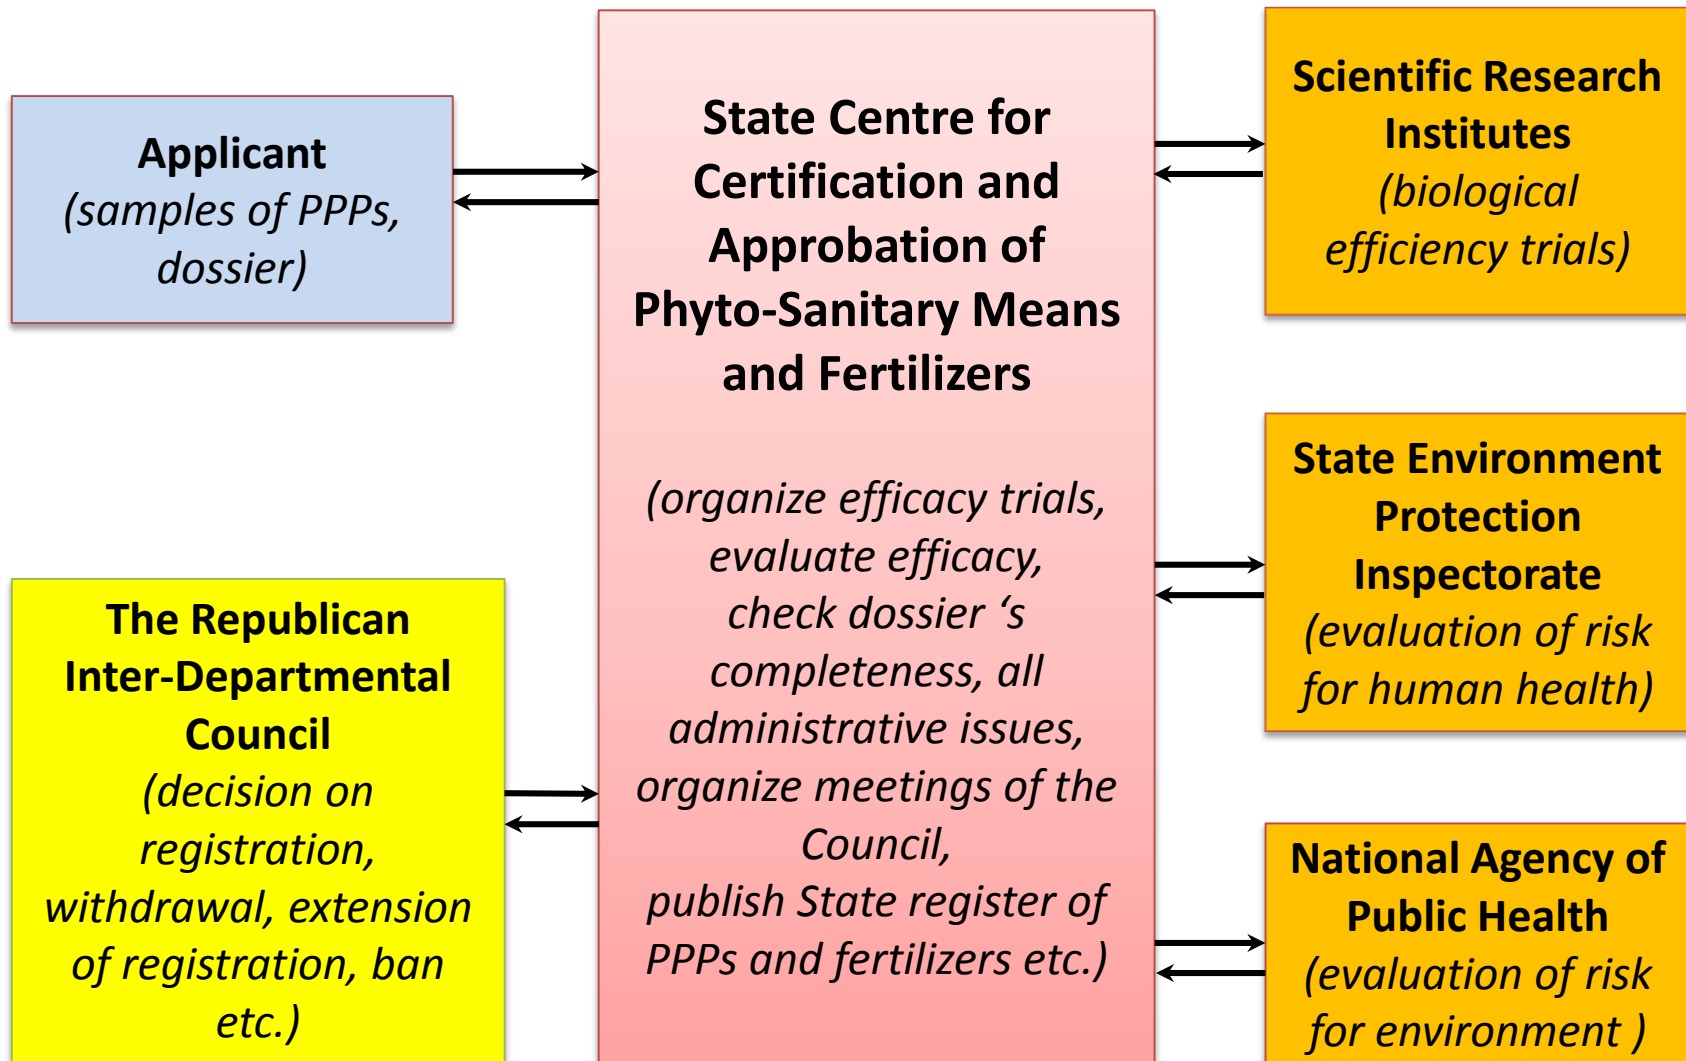 Applicant
(samples of PPPs,
dossier)
The Republican
Inter-Departmental
Council
(decision on
registration,
withdrawal, extension
of registration, ban
etc.)
State Centre for
Certification and
Approbation of
Phyto-Sanitary Means
and Fertilizers
(organize efficacy trials,
evaluate efficacy,
check dossier ‘s
completeness, all
administrative issues,
organize meetings of the
Council,
publish State register of
PPPs and fertilizers etc.)
Scientific Research
Institutes
(biological
efficiency trials)
State Environment
Protection
Inspectorate
(evaluation of risk
for human health)
National Agency of
Public Health
(evaluation of risk
for environment )